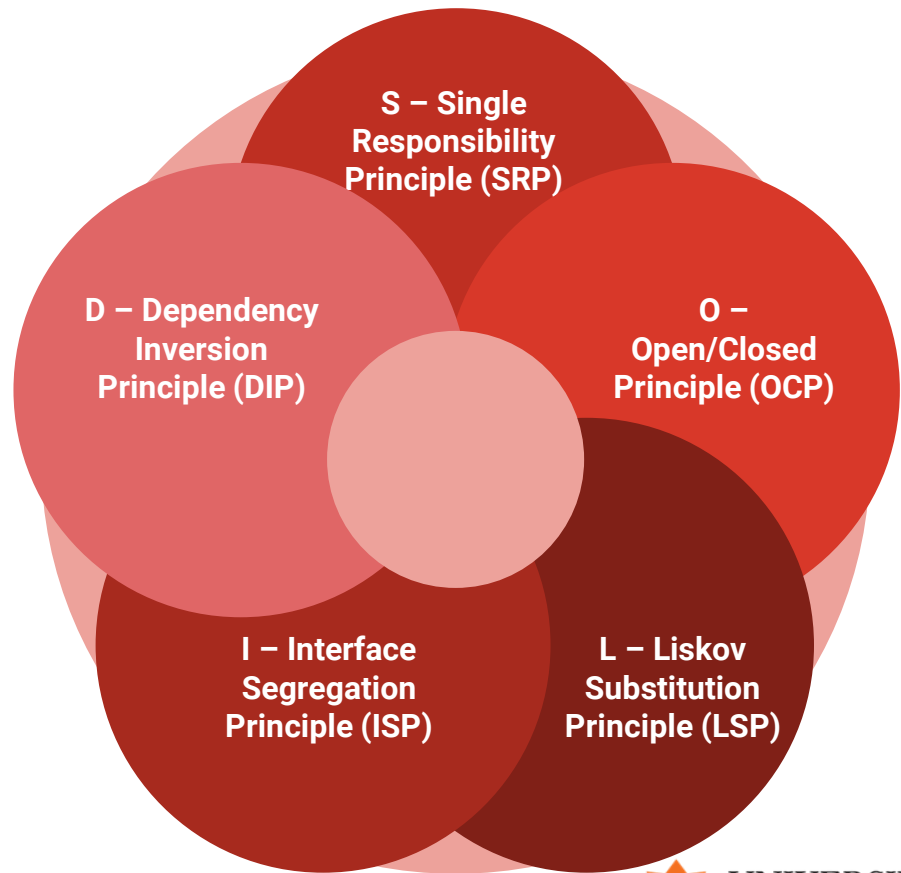 S – Single
Responsibility
Principle (SRP)
O –
Open/Closed
Principle (OCP)
L – Liskov
Substitution
Principle (LSP)
I – Interface
Segregation
Principle (ISP)
D – Dependency
Inversion
Principle (DIP)